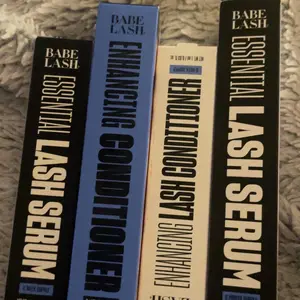 BABE
LASH
ESSENTIAL
LASH SERUM
BABE
LASH
ENHANCING
CONDITIONER
ENHANCING
LASH CONDITIONER
BABE
LASH
ESSENTIAL
LASH SERUM